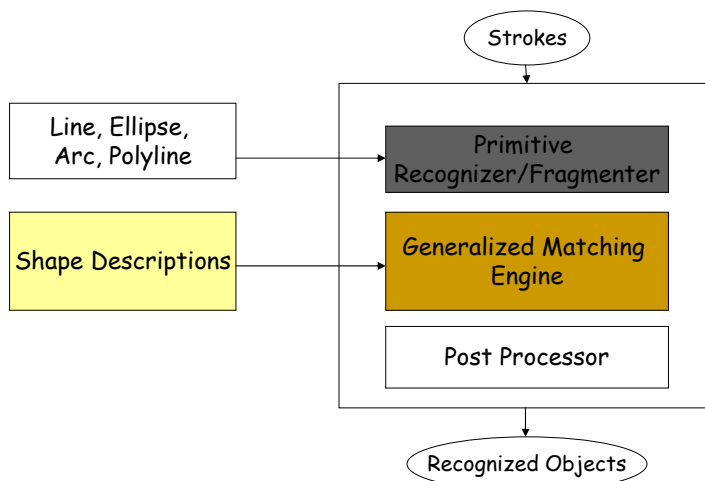 Strokes
Line, Ellipse,
Arc, Polyline
Primitive
Recognizer/Fragmenter
Shape Descriptions
Generalized Matching
Engine
Post Processor
Recognized Objects